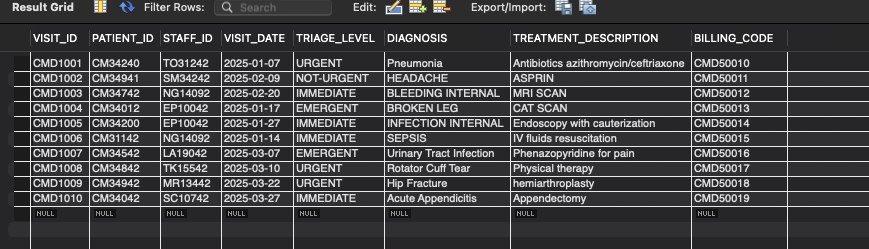 Result Grid Filter Rows: Search Edit: Export/Import:
VISIT_ID PATIENT_ID STAFF_ID VISIT_DATE TRIAGE_LEVEL DIAGNOSIS TREATMENT_DESCRIPTION BILLING_CODE
CMD1001 CM34240 TO31242 2025-01-07 URGENT Pneumonia Antibiotics azithromycin/ceftriaxone CMD50010
CMD1002 CM34941 SM34242 2025-02-09 NOT-URGENT HEADACHE ASPRIN CMD50011
CMD1003 CM34742 NG14092 2025-02-20 IMMEDIATE BLEEDING INTERNAL MRI SCAN CMD50012
CMD1004 CM34012 EP10042 2025-01-17 EMERGENT BROKEN LEG CAT SCAN CMD50013
CMD1005 CM34200 EP10042 2025-01-27 IMMEDIATE INFECTION INTERNAL Endoscopy with cauterization CMD50014
CMD1006 CM31142 NG14092 2025-01-14 IMMEDIATE SEPSIS IV fluids resuscitation CMD50015
CMD1007 CM34542 LA19042 2025-03-07 EMERGENT Urinary Tract Infection Phenazopyridine for pain CMD50016
CMD1008 CM34842 TK15542 2025-03-10 URGENT Rotator Cuff Tear Physical therapy CMD50017
CMD1009 CM34942 MR13442 2025-03-22 URGENT Hip Fracture hemiarthroplasty CMD50018
CMD1010 CM34042 SC10742 2025-03-27 IMMEDIATE Acute Appendicitis Appendectomy CMD50019
NULL NULL NULL NULL NULL NULL NULL NULL